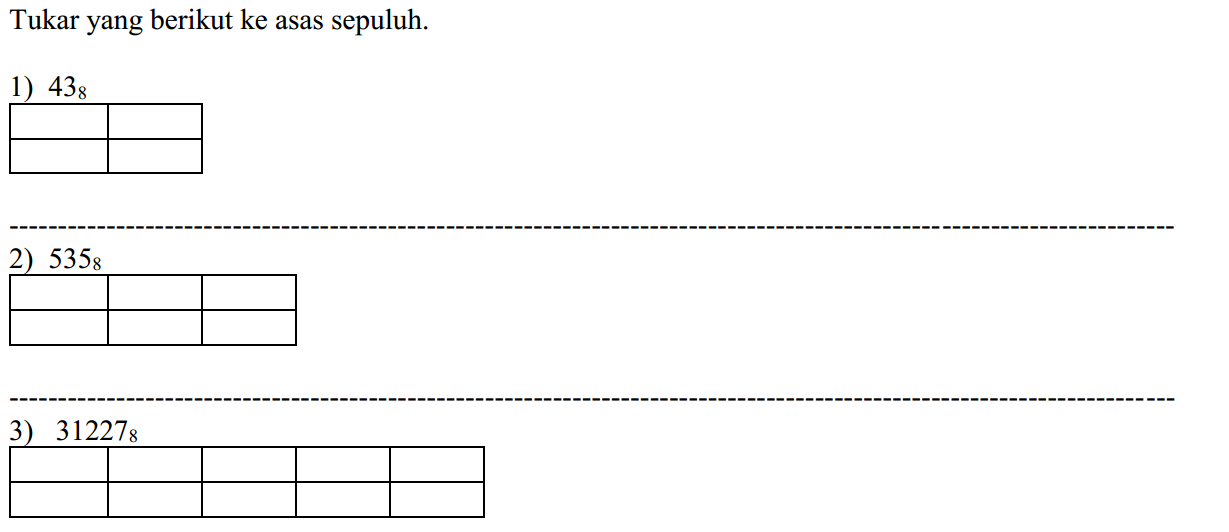 Tukar yang berikut ke asas sepuluh.
1) 43₈
2) 535₈
3) 31227₈